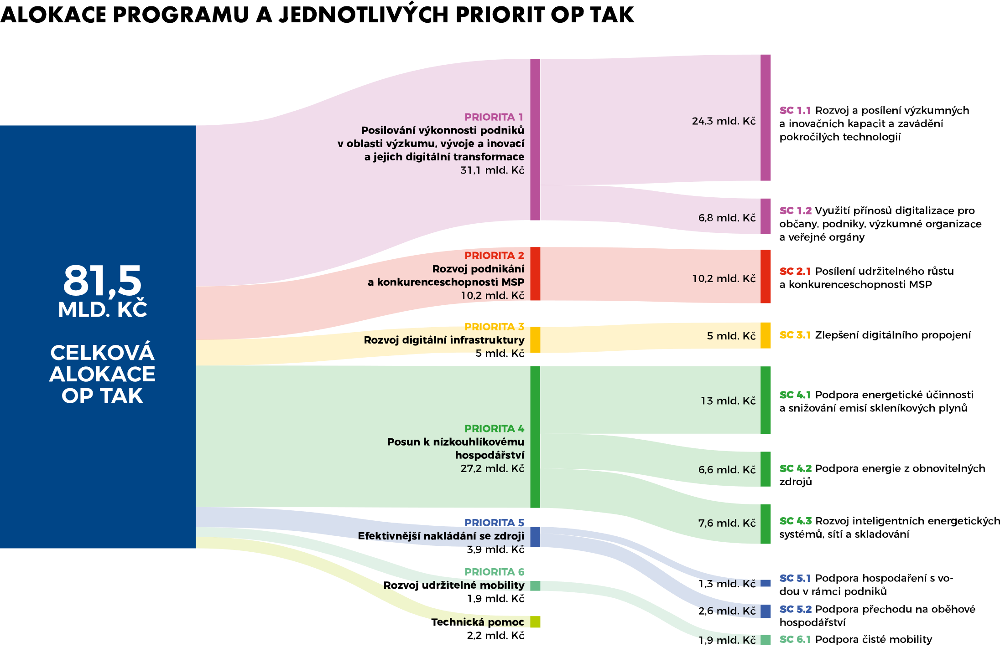 ALOKACE PROGRAMU A JEDNOTLIVÝCH PRIORIT OP TAK
81,5
MLD. KČ
CELKOVÁ
ALOKACE
OP TAK
PRIORITA 1
Posilování výkonnosti podniků
v oblasti výzkumu, vývoje a inovací
a jejich digitální transformace
31,1 mld. Kč
PRIORITA 2
Rozvoj podnikání
a konkurenceschopnosti MSP
10,2 mld. Kč
PRIORITA 3
Rozvoj digitální infrastruktury
5 mld. Kč
PRIORITA 4
Posun k nízkouhlíkovému
hospodářství
27,2 mld. Kč
PRIORITA 5
Efektivnější nakládání se zdroji
3,9 mld. Kč
PRIORITA 6
Rozvoj udržitelné mobility
1,9 mld. Kč
Technická pomoc
2,2 mld. Kč
24,3 mld. Kč
SC 1.1 Rozvoj a posílení výzkumných
a inovačních kapacit a zavádění
pokročilých technologií
6,8 mld. Kč
SC 1.2 Využití přínosů digitalizace pro
občany, podniky, výzkumné organizace
a veřejné orgány
10,2 mld. Kč
SC 2.1 Posílení udržitelného růstu
a konkurenceschopnosti MSP
5 mld. Kč
SC 3.1 Zlepšení digitálního propojení
13 mld. Kč
SC 4.1 Podpora energetické účinnosti
a snižování emisí skleníkových plynů
6,6 mld. Kč
SC 4.2 Podpora energie z obnovitelných
zdrojů
7,6 mld. Kč
SC 4.3 Rozvoj inteligentních energetických
systémů, sítí a skladování
1,3 mld. Kč
SC 5.1 Podpora hospodaření s vo-
dou v rámci podniků
2,6 mld. Kč
SC 5.2 Podpora přechodu na oběhové
hospodářství
1,9 mld. Kč
SC 6.1 Podpora čisté mobility